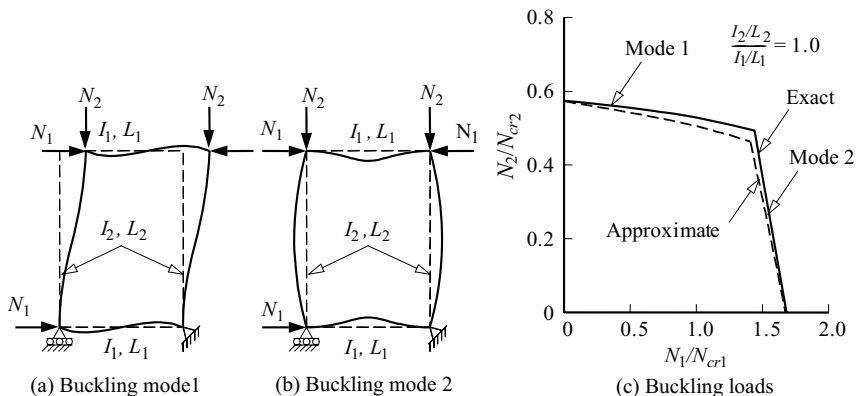 N2
N2
N1
I1, L1
I2, L2
N1
I1, L1
(a) Buckling mode1
N2
N2
N1
I1, L1
N1
I2, L2
N1
I1, L1
(b) Buckling mode 2
0.8
0.6
0.4
0.2
0
0
0.5
1.0
1.5
2.0
N2/Ncr2
N1/Ncr1
Mode 1
I2/L2
I1/L1
= 1.0
Exact
Mode 2
Approximate
(c) Buckling loads